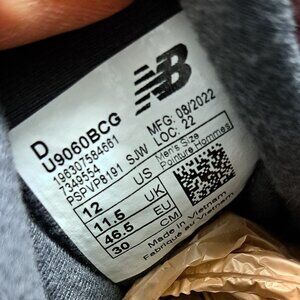 NB
D
U9060BCG
196307584661
7349554
PSPVP8191 SJW
MFG: 08/2022
LOC: 22
Men's Size
Pointure Hommes
12 US
11.5 UK
46.5 EU
30 CM
Made in Vietnam
Fabriqué au Vietnam